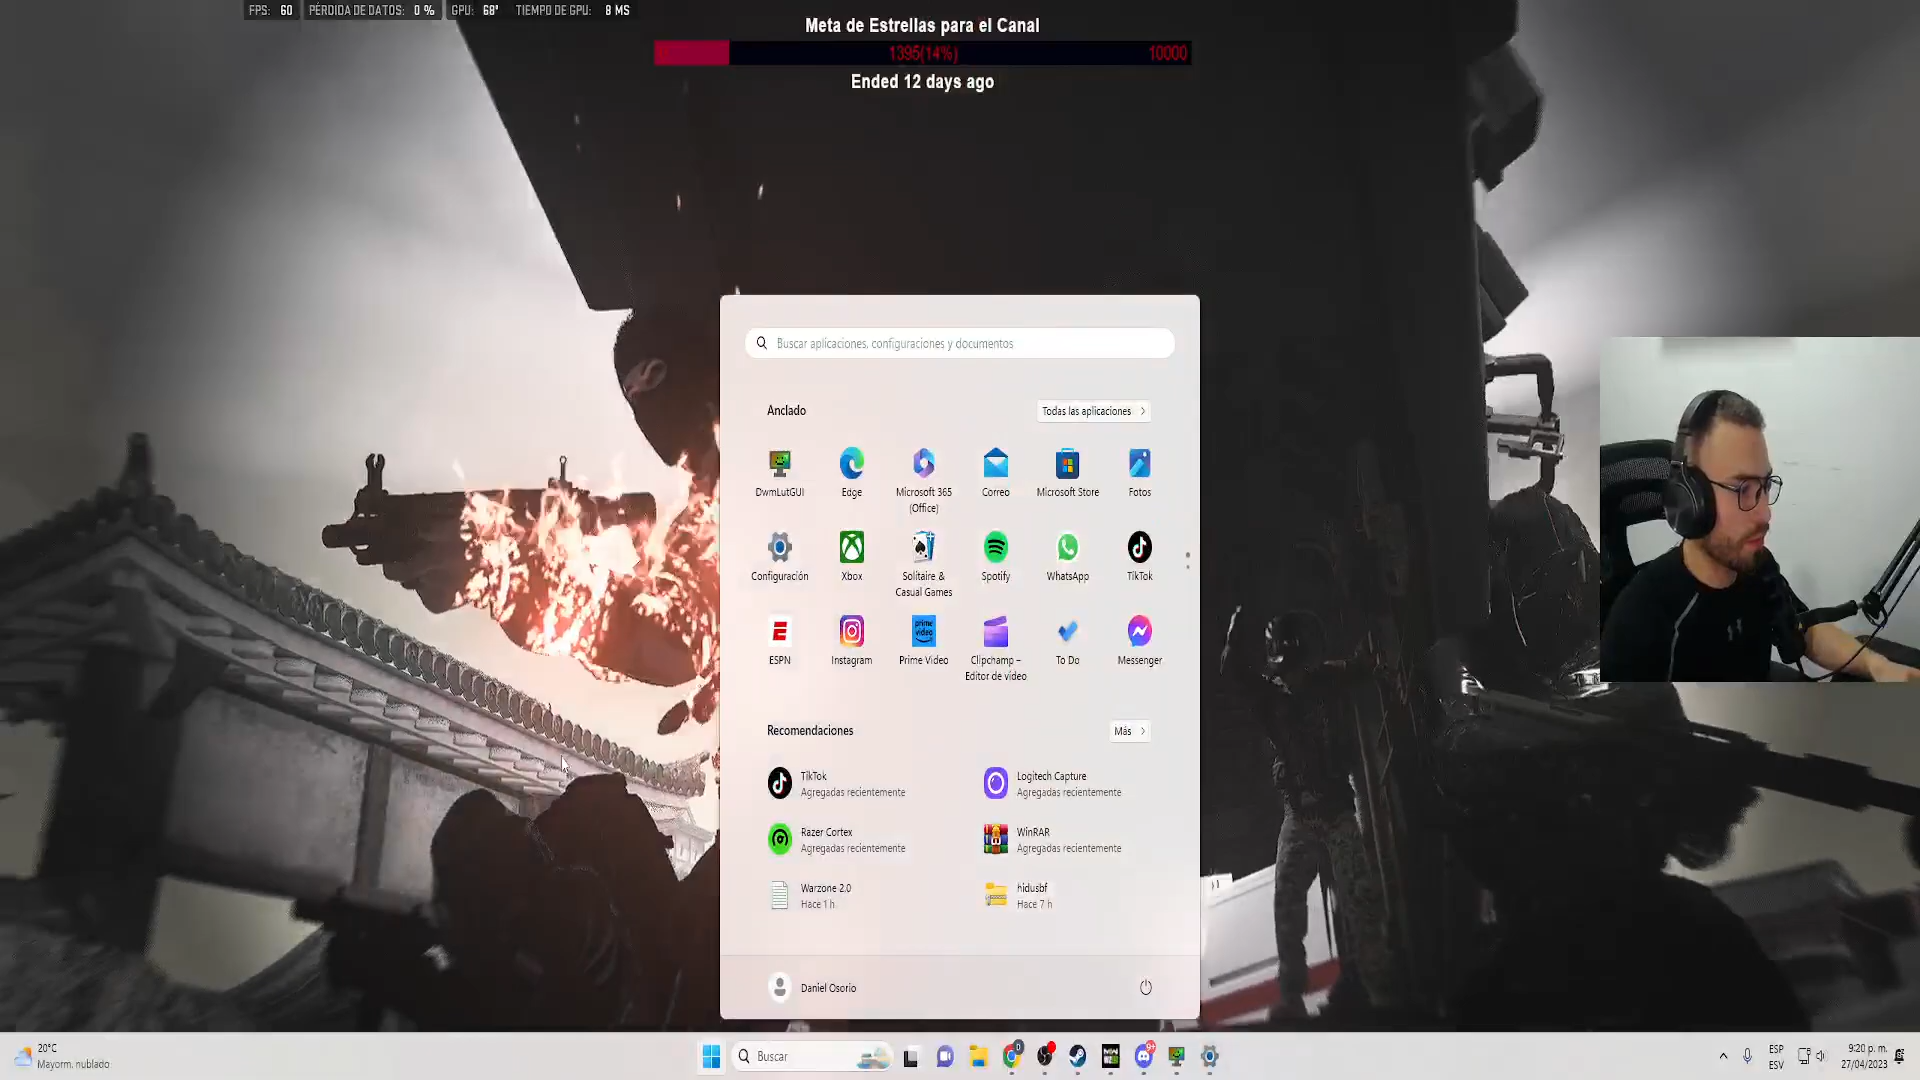 FPS: 60 PÉRDIDA DE DATOS: 0 % GPU: 68° TIEMPO DE GPU: 8 MS
Meta de Estrellas para el Canal
1395(14%) 10000
Ended 12 days ago
Buscar aplicaciones, configuraciones y documentos
Anclado Todas las aplicaciones
DwmLutGUI Edge Microsoft 365 (Office) Correo Microsoft Store Fotos
Configuración Xbox Solitaire & Casual Games Spotify WhatsApp TikTok
ESPN Instagram Prime Video Clipchamp – Editor de vídeo To Do Messenger
Recomendaciones Más
TikTok
Agregadas recientemente
Logitech Capture
Agregadas recientemente
Razer Cortex
Agregadas recientemente
WinRAR
Agregadas recientemente
Warzone 2.0
Hace 1 h
hidusbf
Hace 7 h
Daniel Osorio
20°C
Mayorm. nublado
Buscar
ESP
ESV
9:20 p. m.
27/04/2023